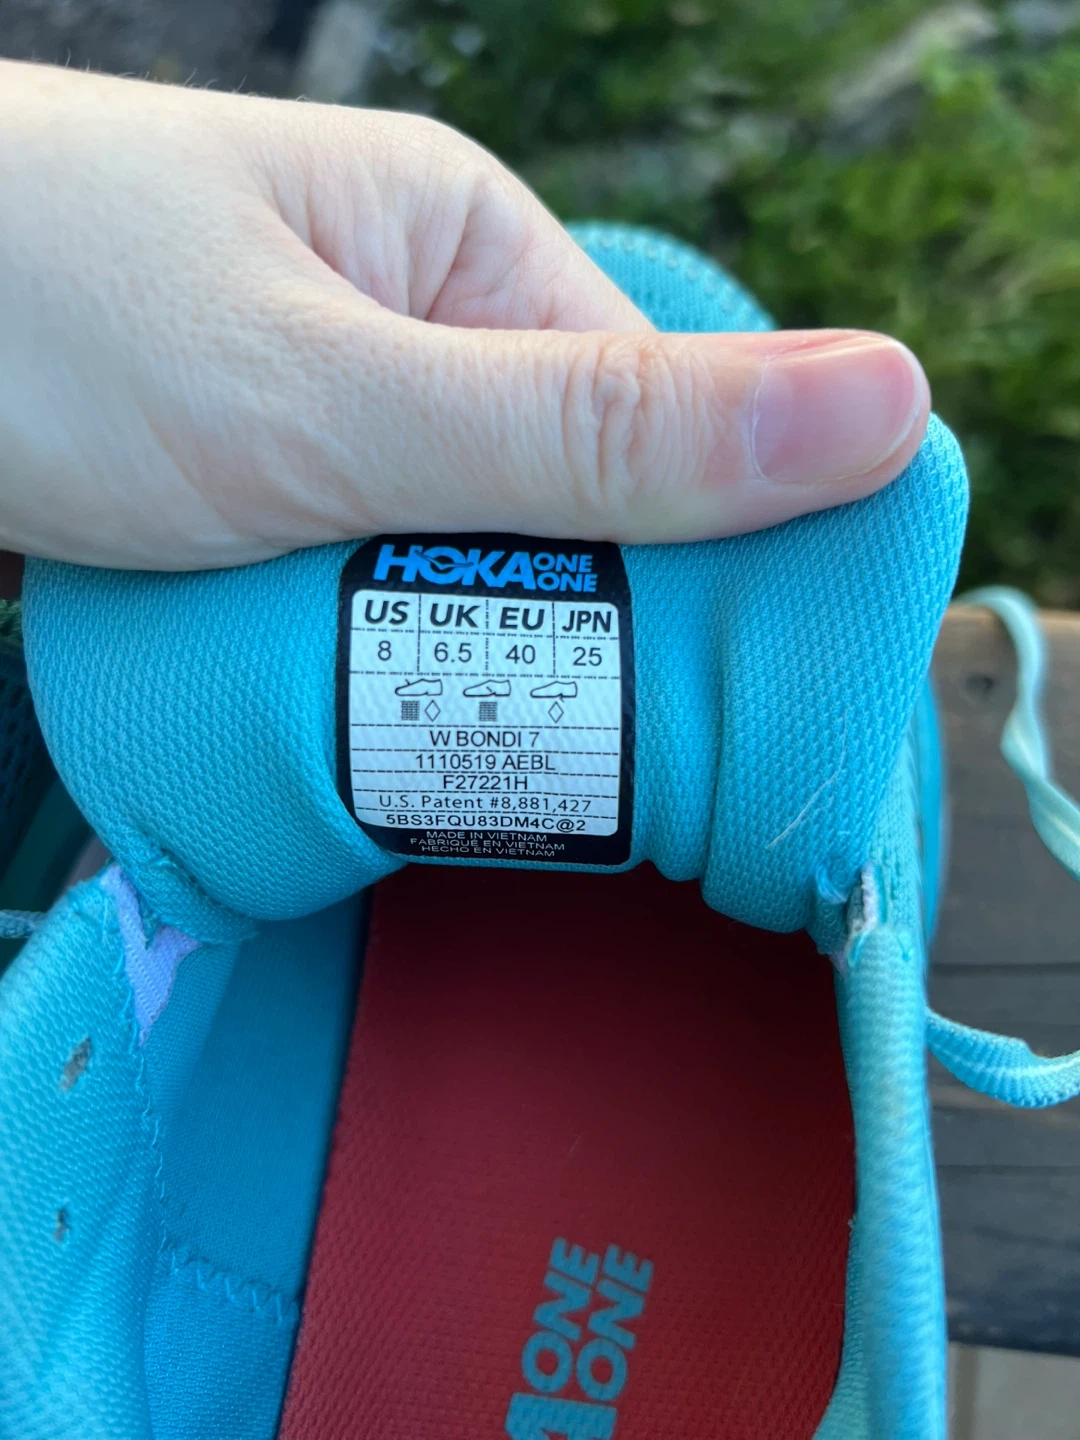 HOKA ONE ONE
US UK EU JPN
8 6.5 40 25
W BONDI 7
1110519 AEBL
F27221H
U.S. Patent #8,881,427
5BS3FQU83DM4C@2
MADE IN VIETNAM
FABRIQUÉ EN VIETNAM
HECHO EN VIETNAM
ONE
ONE